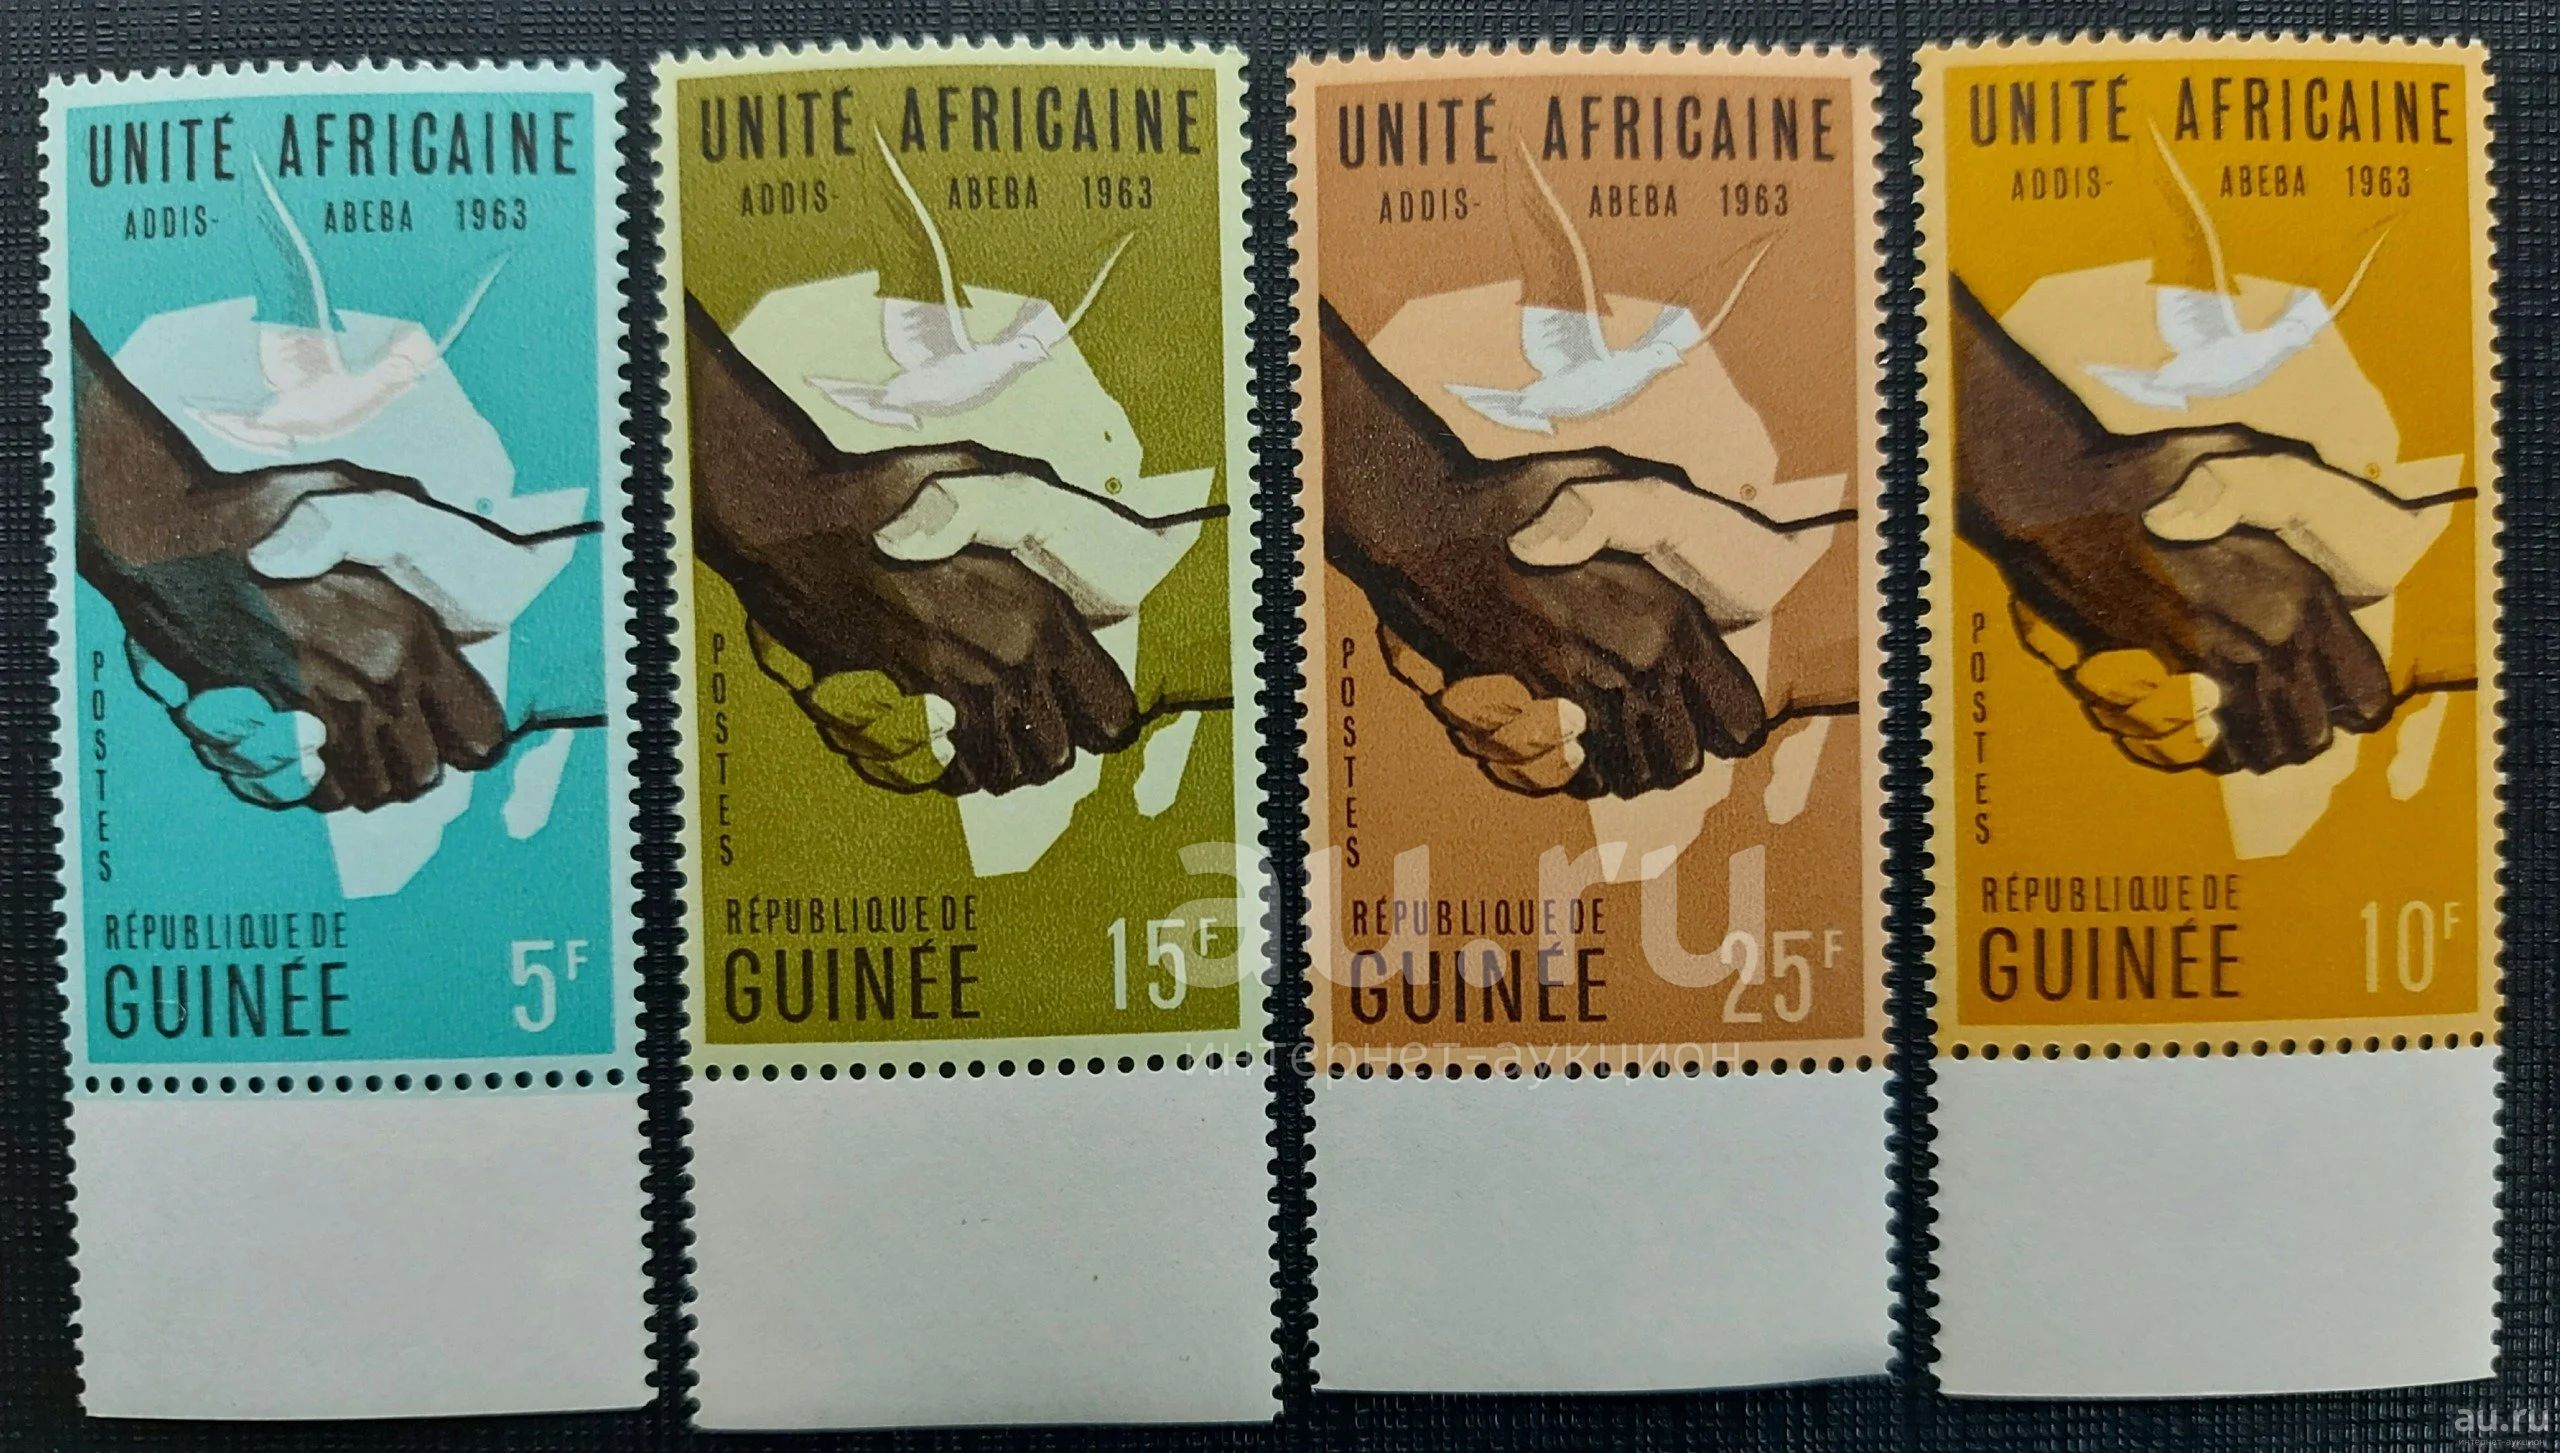 UNITÉ AFRICAINE
ADDIS-ABEBA 1963
POSTES
RÉPUBLIQUE DE
GUINÉE
5F
UNITÉ AFRICAINE
ADDIS-ABEBA 1963
POSTES
RÉPUBLIQUE DE
GUINÉE
15F
UNITÉ AFRICAINE
ADDIS-ABEBA 1963
POSTES
RÉPUBLIQUE DE
GUINÉE
25F
UNITÉ AFRICAINE
ADDIS-ABEBA 1963
POSTES
RÉPUBLIQUE DE
GUINÉE
10F
au.ru
интернет-аукцион
au.ru
интернет-аукцион